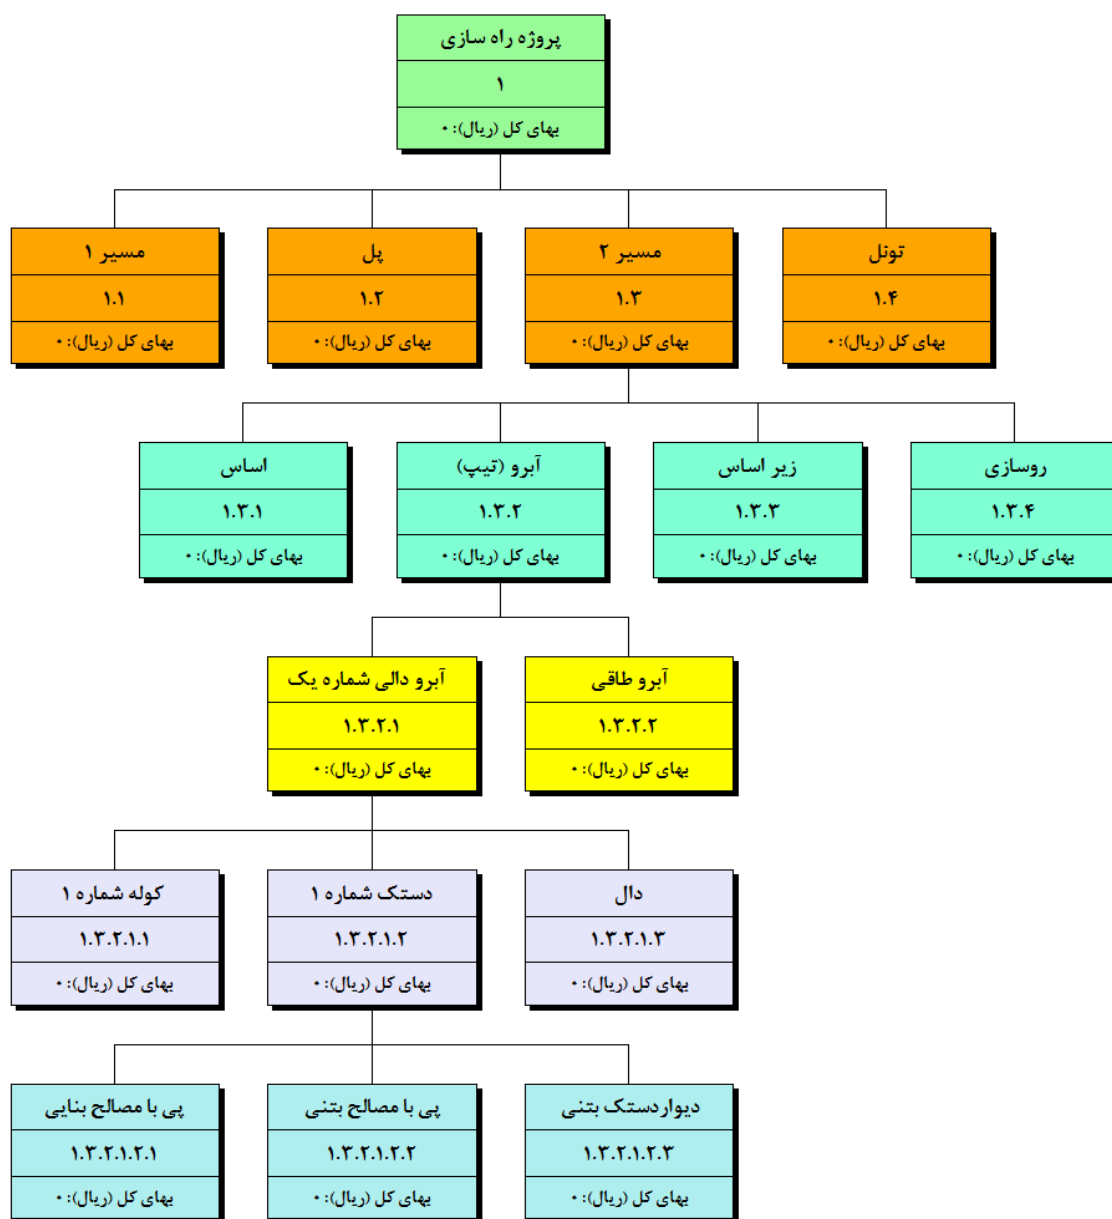 پروژه راه سازی
۱
بهای کل (ریال): ۰
مسیر ۱
۱.۱
بهای کل (ریال): ۰
پل
۱.۲
بهای کل (ریال): ۰
مسیر ۲
۱.۳
بهای کل (ریال): ۰
تونل
۱.۴
بهای کل (ریال): ۰
اساس
۱.۳.۱
بهای کل (ریال): ۰
آبرو (تیپ)
۱.۳.۲
بهای کل (ریال): ۰
زیر اساس
۱.۳.۳
بهای کل (ریال): ۰
روسازی
۱.۳.۴
بهای کل (ریال): ۰
آبرو دالی شماره یک
۱.۳.۲.۱
بهای کل (ریال): ۰
آبرو طاقی
۱.۳.۲.۲
بهای کل (ریال): ۰
کوله شماره ۱
۱.۳.۲.۱.۱
بهای کل (ریال): ۰
دستک شماره ۱
۱.۳.۲.۱.۲
بهای کل (ریال): ۰
دال
۱.۳.۲.۱.۳
بهای کل (ریال): ۰
پی با مصالح بنایی
۱.۳.۲.۱.۲.۱
بهای کل (ریال): ۰
پی با مصالح بتنی
۱.۳.۲.۱.۲.۲
بهای کل (ریال): ۰
دیواردستک بتنی
۱.۳.۲.۱.۲.۳
بهای کل (ریال): ۰